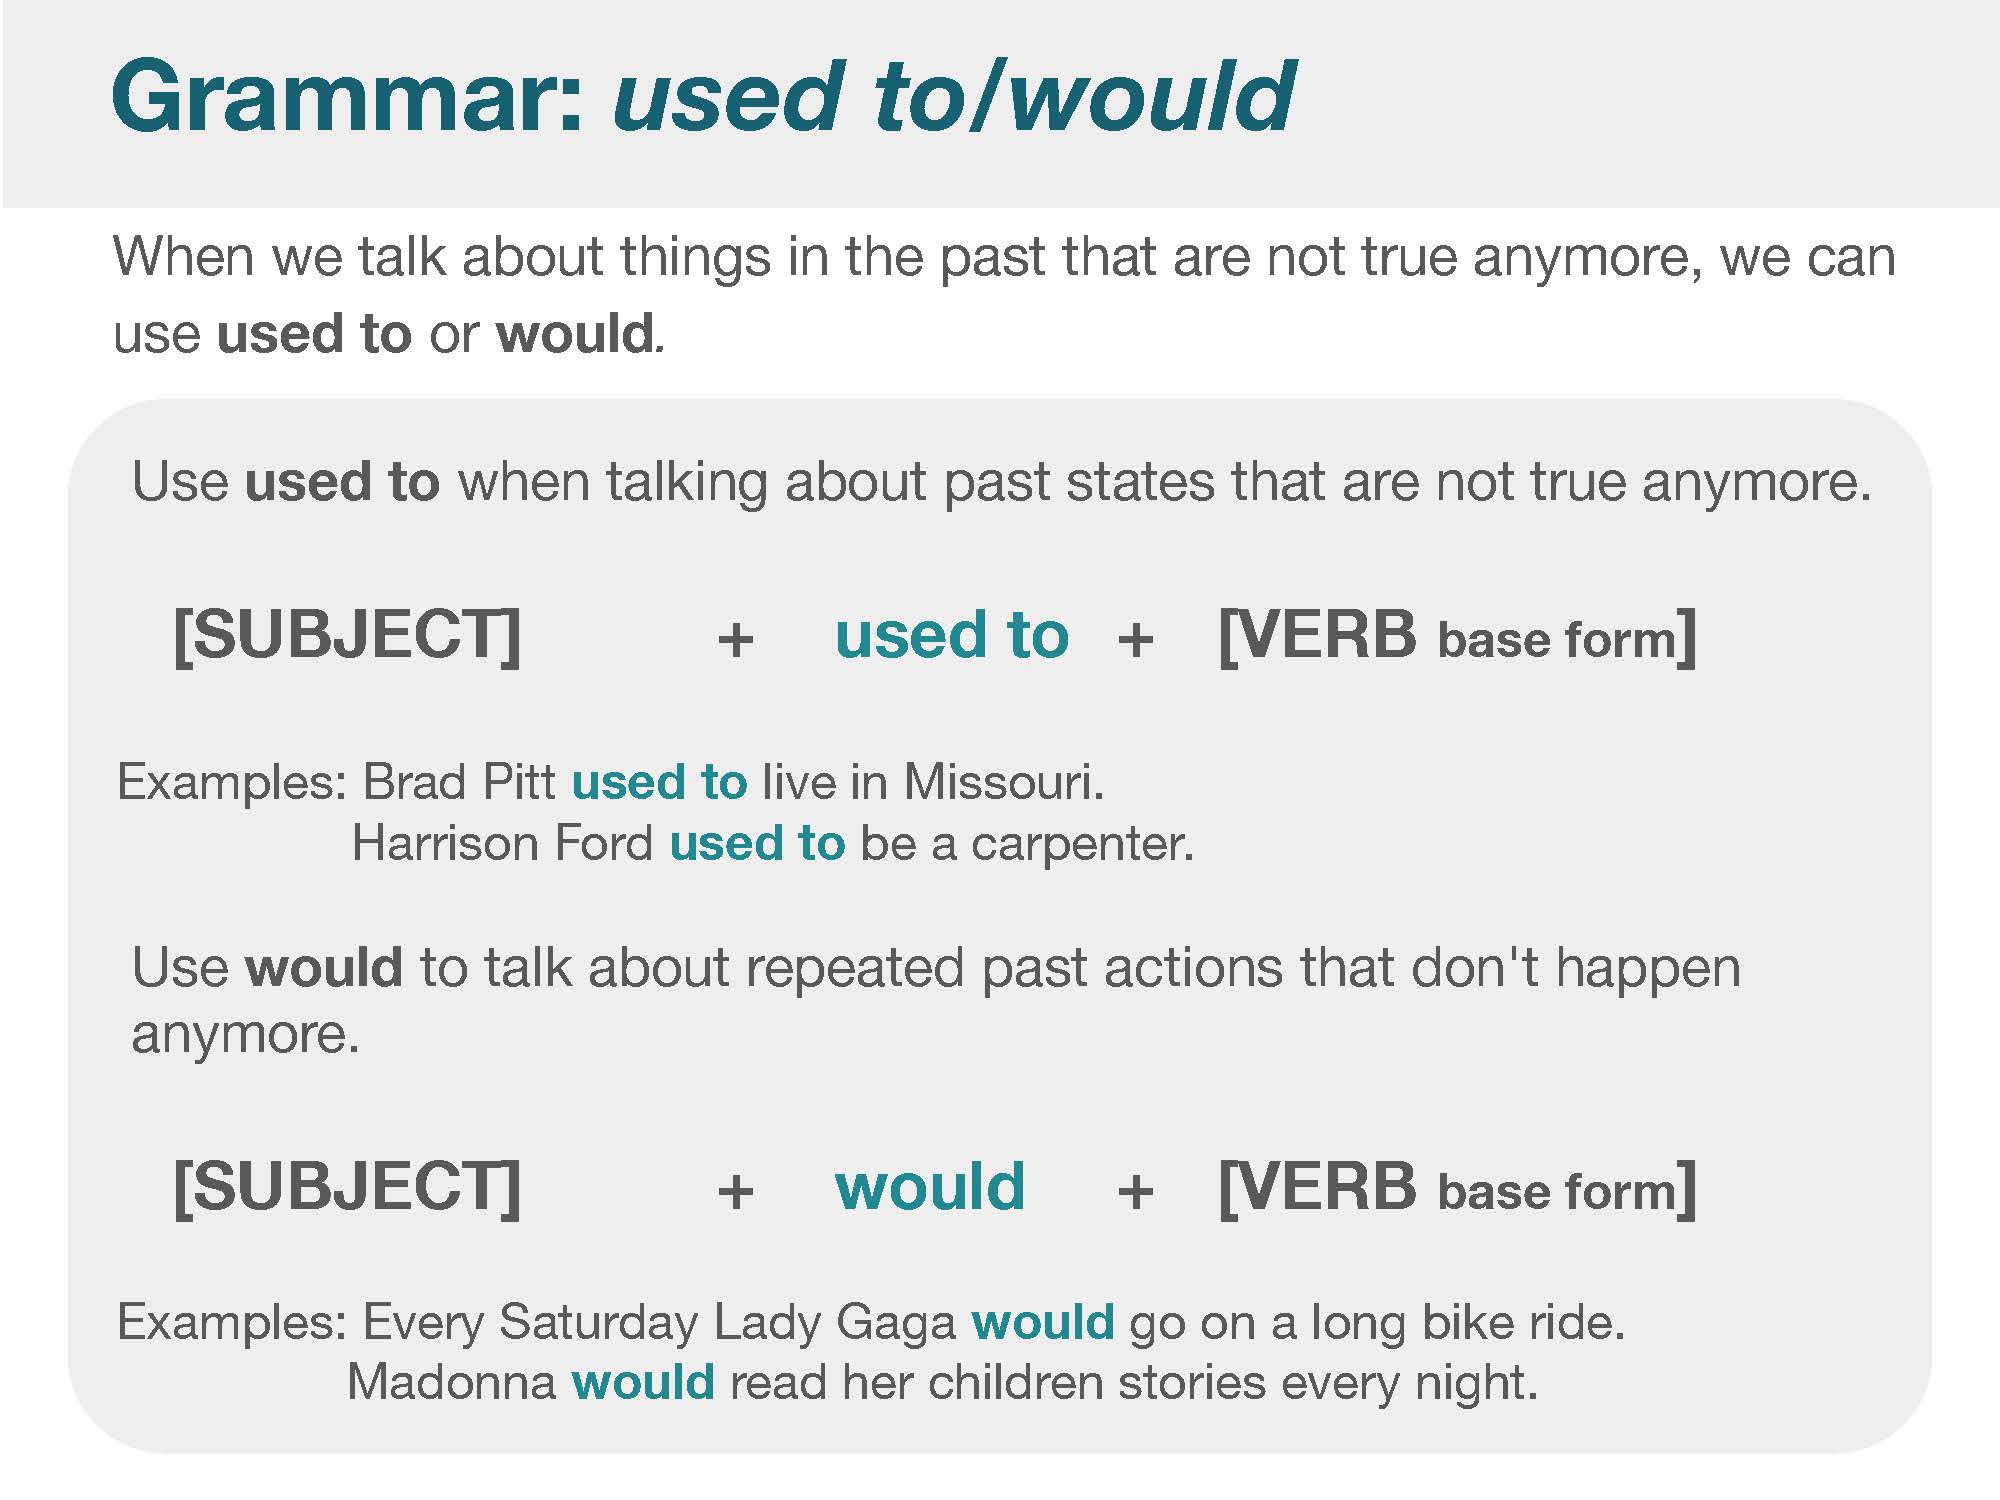 Grammar: used to/would
When we talk about things in the past that are not true anymore, we can
use used to or would.
Use used to when talking about past states that are not true anymore.
[SUBJECT] + used to + [VERB base form]
Examples: Brad Pitt used to live in Missouri.
Harrison Ford used to be a carpenter.
Use would to talk about repeated past actions that don't happen
anymore.
[SUBJECT] + would + [VERB base form]
Examples: Every Saturday Lady Gaga would go on a long bike ride.
Madonna would read her children stories every night.